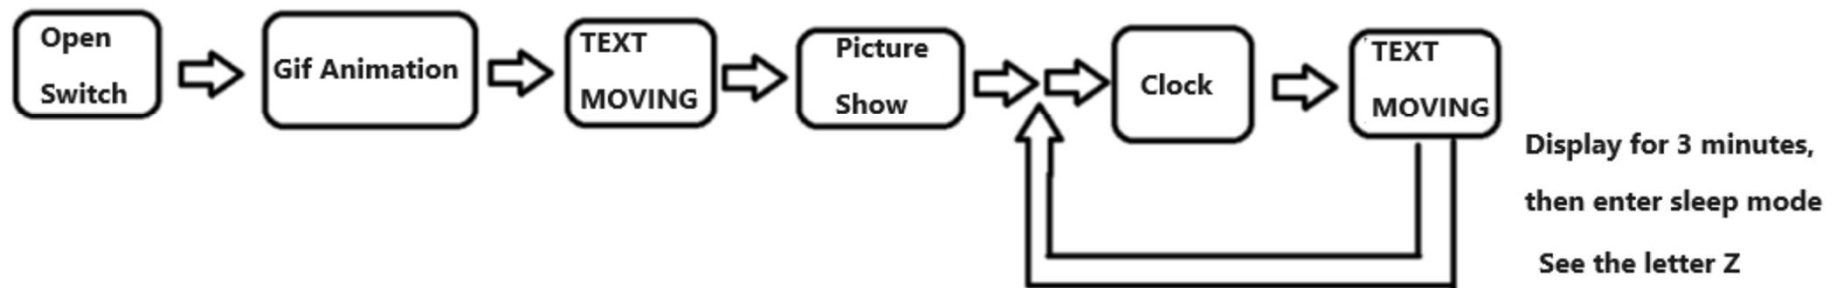 Open
Switch
Gif Animation
TEXT
MOVING
Picture
Show
Clock
TEXT
MOVING
Display for 3 minutes,
then enter sleep mode
See the letter Z